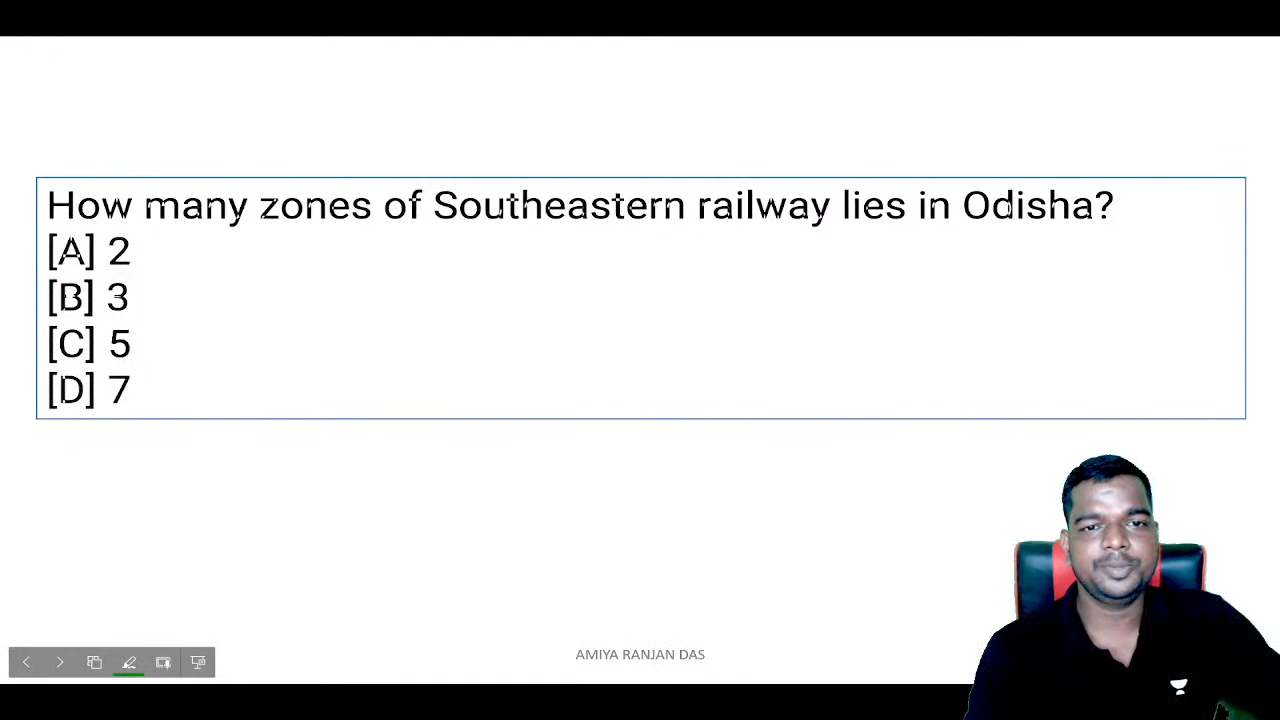 How many zones of Southeastern railway lies in Odisha?
[A] 2
[B] 3
[C] 5
[D] 7
AMIYA RANJAN DAS